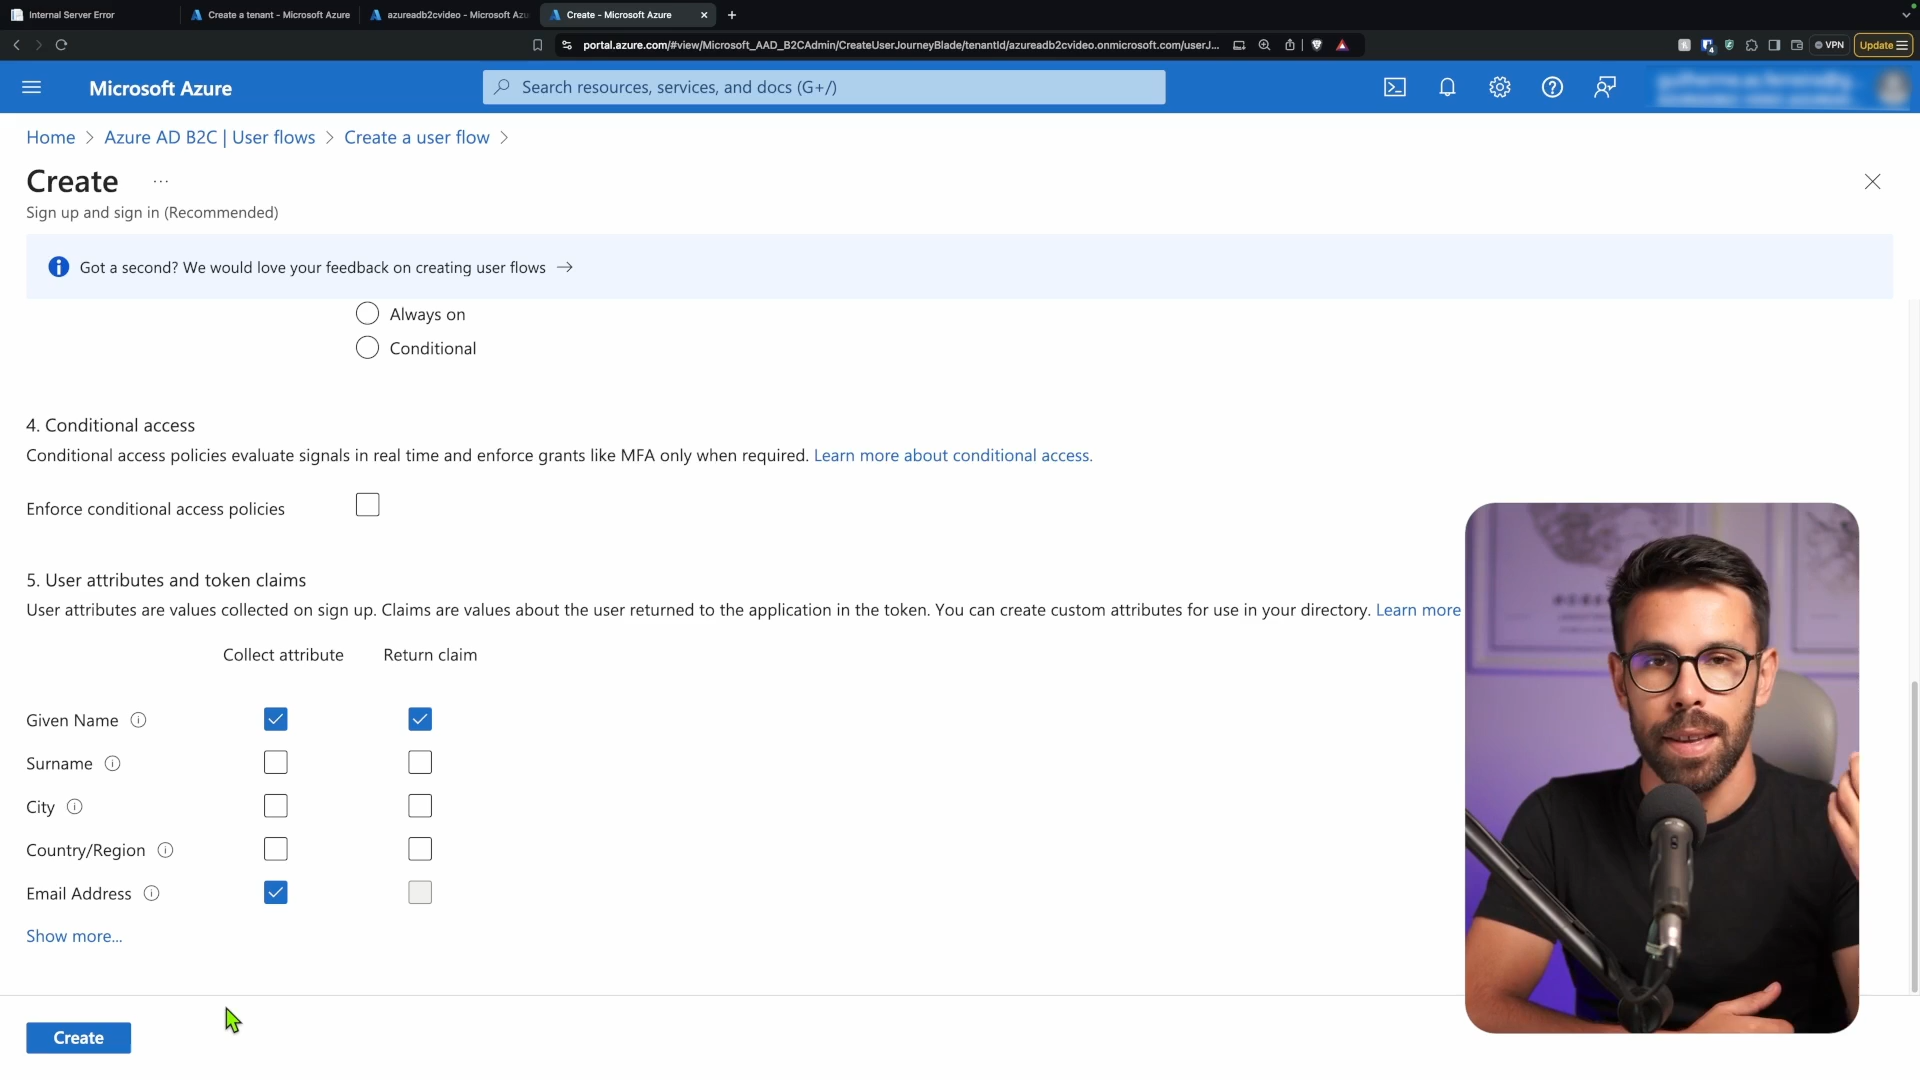 Internal Server Error
Create a tenant - Microsoft Azure
azureadb2cvideo - Microsoft Azu
Create - Microsoft Azure
portal.azure.com/#view/Microsoft_AAD_B2CAdmin/CreateUserJourneyBlade/tenantId/azureadb2cvideo.onmicrosoft.com/userJ...
VPN
Update
Microsoft Azure
Search resources, services, and docs (G+/)
Home > Azure AD B2C | User flows > Create a user flow >
Create ...
Sign up and sign in (Recommended)
Got a second? We would love your feedback on creating user flows →
Always on
Conditional
4. Conditional access
Conditional access policies evaluate signals in real time and enforce grants like MFA only when required. Learn more about conditional access.
Enforce conditional access policies
5. User attributes and token claims
User attributes are values collected on sign up. Claims are values about the user returned to the application in the token. You can create custom attributes for use in your directory. Learn more
Collect attribute Return claim
Given Name
Surname
City
Country/Region
Email Address
Show more...
Create